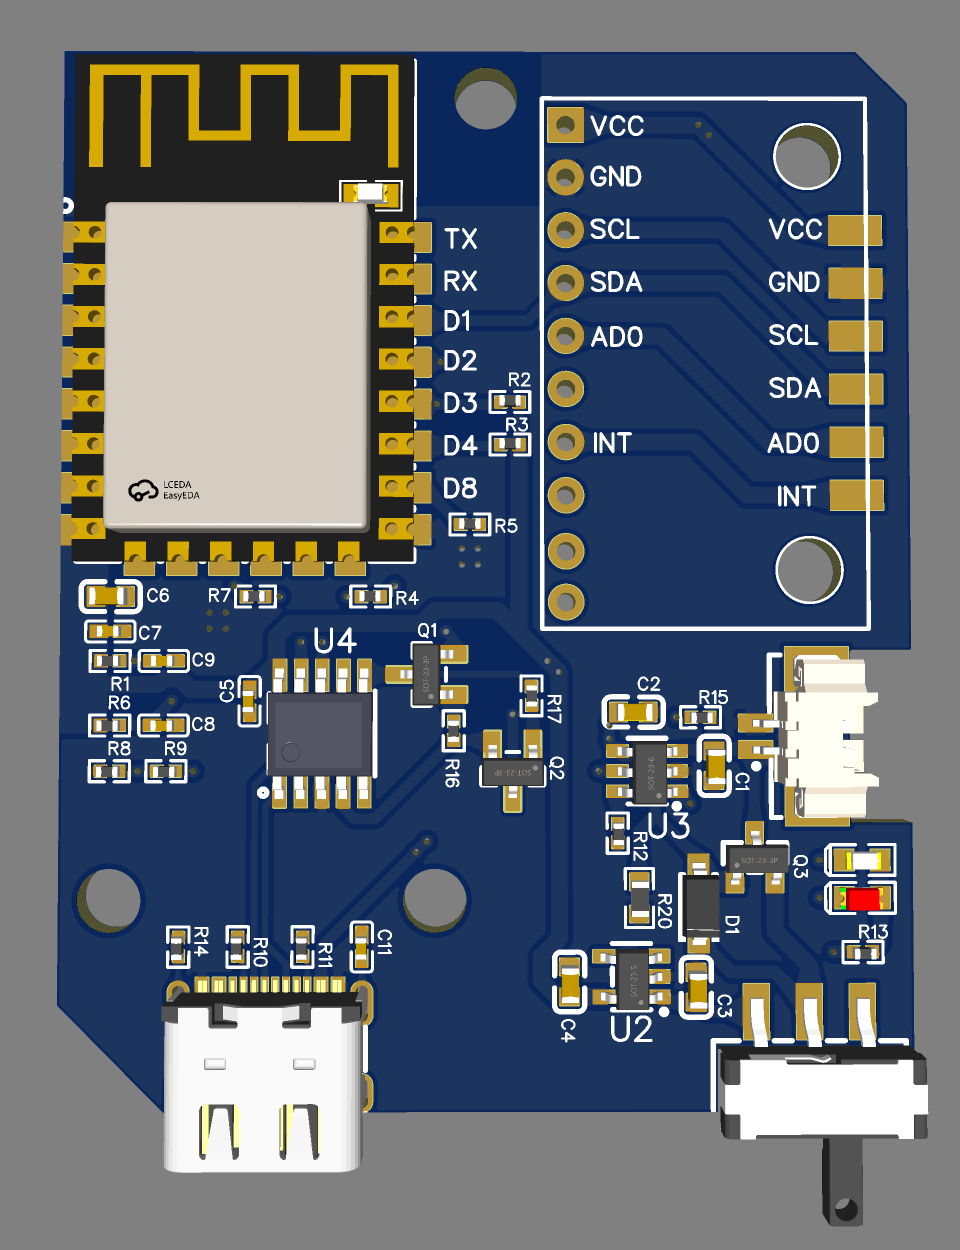 VCC
GND
SCL
SDA
AD0
INT
VCC
GND
SCL
SDA
AD0
INT
TX
RX
D1
D2
D3
D4
D8
R2
R3
R5
LCEDA
EasyEDA
C6
R7
R4
C7
C9
R1
R6
C8
R8
R9
C5
U4
Q1
SOT-23-3P
R17
R16
SOT-23-3P
Q2
C2
R15
SOT-23-6
C1
U3
R12
SOT-23-3P
Q3
R20
D1
R13
R14
R10
R11
C11
C4
SOT-23-5
C3
U2